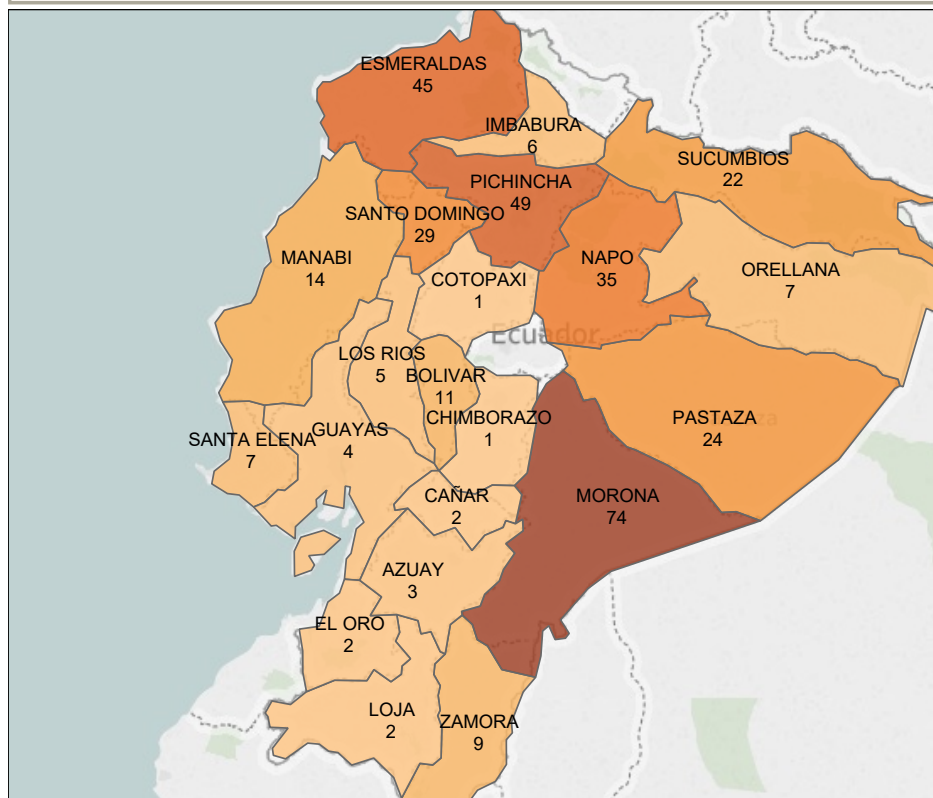 ESMERALDAS
45
IMBABURA
6
SUCUMBIOS
22
PICHINCHA
49
SANTO DOMINGO
29
MANABI
14
COTOPAXI
1
NAPO
35
ORELLANA
7
Ecuador
LOS RIOS
5
BOLIVAR
11
CHIMBORAZO
1
PASTAZA
24
SANTA ELENA
7
GUAYAS
4
CAÑAR
2
MORONA
74
AZUAY
3
EL ORO
2
LOJA
2
ZAMORA
9